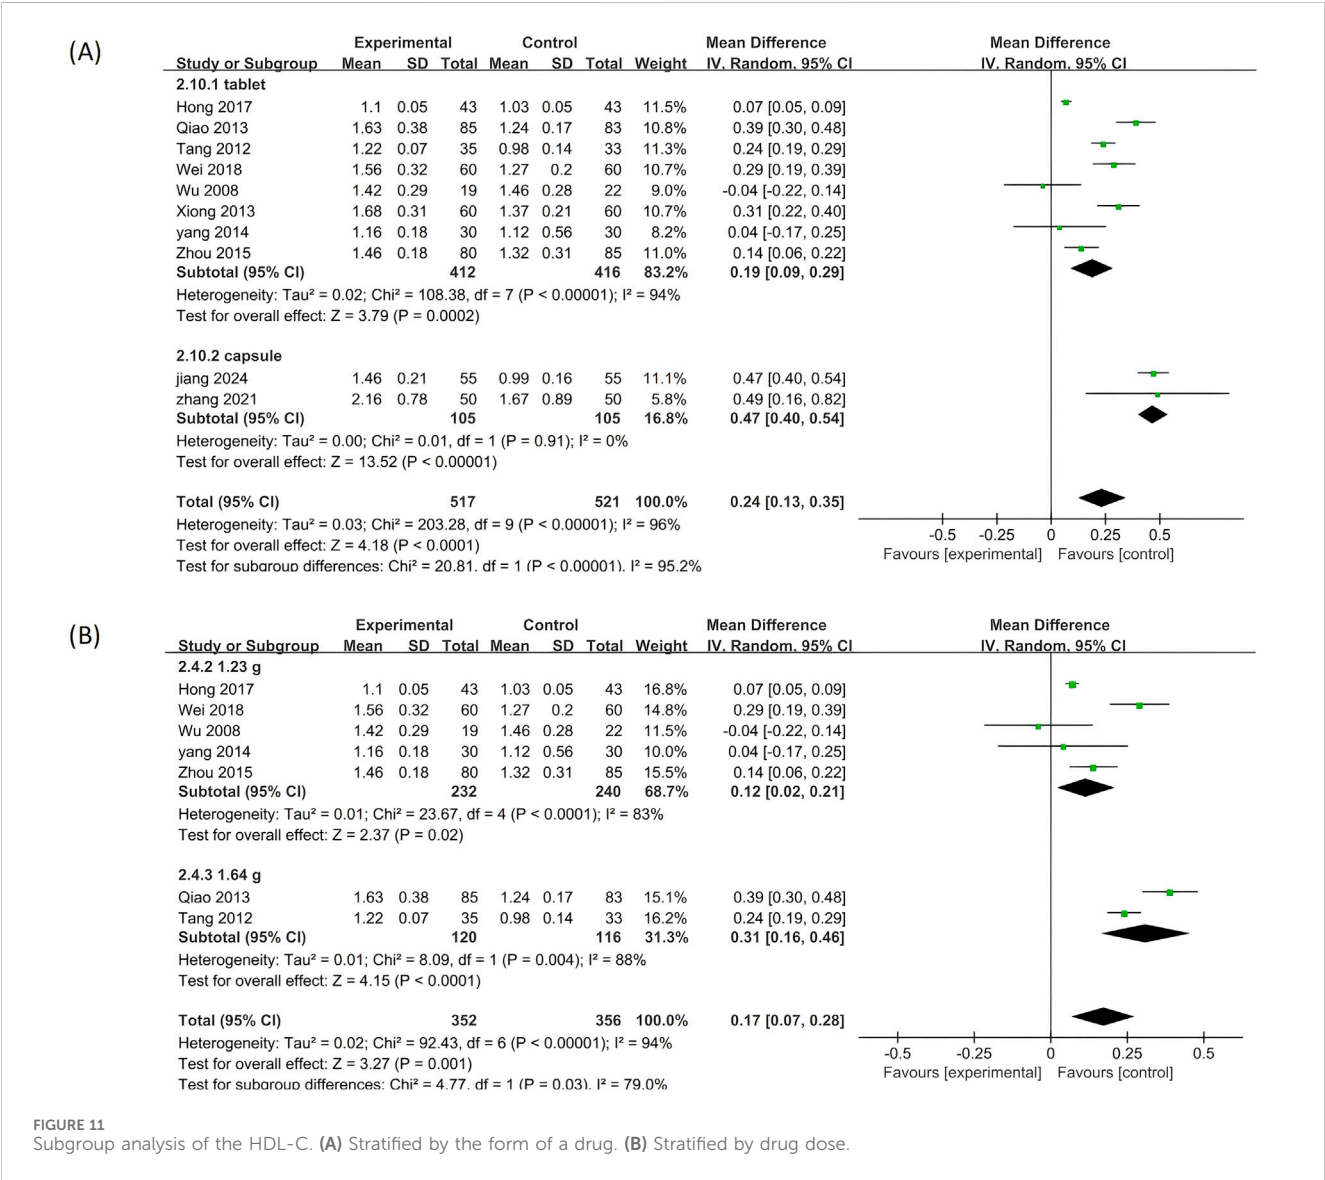 (A)
Experimental Control Mean Difference Mean Difference
Study or Subgroup Mean SD Total Mean SD Total Weight IV, Random, 95% CI IV, Random, 95% CI
2.10.1 tablet
Hong 2017 1.1 0.05 43 1.03 0.05 43 11.5% 0.07 [0.05, 0.09]
Qiao 2013 1.63 0.38 85 1.24 0.17 83 10.8% 0.39 [0.30, 0.48]
Tang 2012 1.22 0.07 35 0.98 0.14 33 11.3% 0.24 [0.19, 0.29]
Wei 2018 1.56 0.32 60 1.27 0.2 60 10.7% 0.29 [0.19, 0.39]
Wu 2008 1.42 0.29 19 1.46 0.28 22 9.0% -0.04 [-0.22, 0.14]
Xiong 2013 1.68 0.31 60 1.37 0.21 60 10.7% 0.31 [0.22, 0.40]
yang 2014 1.16 0.18 30 1.12 0.56 30 8.2% 0.04 [-0.17, 0.25]
Zhou 2015 1.46 0.18 80 1.32 0.31 85 11.0% 0.14 [0.06, 0.22]
Subtotal (95% CI) 412 416 83.2% 0.19 [0.09, 0.29]
Heterogeneity: Tau² = 0.02; Chi² = 108.38, df = 7 (P < 0.00001); I² = 94%
Test for overall effect: Z = 3.79 (P = 0.0002)
2.10.2 capsule
jiang 2024 1.46 0.21 55 0.99 0.16 55 11.1% 0.47 [0.40, 0.54]
zhang 2021 2.16 0.78 50 1.67 0.89 50 5.8% 0.49 [0.16, 0.82]
Subtotal (95% CI) 105 105 16.8% 0.47 [0.40, 0.54]
Heterogeneity: Tau² = 0.00; Chi² = 0.01, df = 1 (P = 0.91); I² = 0%
Test for overall effect: Z = 13.52 (P < 0.00001)
Total (95% CI) 517 521 100.0% 0.24 [0.13, 0.35]
Heterogeneity: Tau² = 0.03; Chi² = 203.28, df = 9 (P < 0.00001); I² = 96%
Test for overall effect: Z = 4.18 (P < 0.0001)
Test for subgroup differences: Chi² = 20.81, df = 1 (P < 0.00001), I² = 95.2%
-0.5 -0.25 0 0.25 0.5
Favours [experimental] Favours [control]
(B)
Experimental Control Mean Difference Mean Difference
Study or Subgroup Mean SD Total Mean SD Total Weight IV, Random, 95% CI IV, Random, 95% CI
2.4.2 1.23 g
Hong 2017 1.1 0.05 43 1.03 0.05 43 16.8% 0.07 [0.05, 0.09]
Wei 2018 1.56 0.32 60 1.27 0.2 60 14.8% 0.29 [0.19, 0.39]
Wu 2008 1.42 0.29 19 1.46 0.28 22 11.5% -0.04 [-0.22, 0.14]
yang 2014 1.16 0.18 30 1.12 0.56 30 10.0% 0.04 [-0.17, 0.25]
Zhou 2015 1.46 0.18 80 1.32 0.31 85 15.5% 0.14 [0.06, 0.22]
Subtotal (95% CI) 232 240 68.7% 0.12 [0.02, 0.21]
Heterogeneity: Tau² = 0.01; Chi² = 23.67, df = 4 (P < 0.0001); I² = 83%
Test for overall effect: Z = 2.37 (P = 0.02)
2.4.3 1.64 g
Qiao 2013 1.63 0.38 85 1.24 0.17 83 15.1% 0.39 [0.30, 0.48]
Tang 2012 1.22 0.07 35 0.98 0.14 33 16.2% 0.24 [0.19, 0.29]
Subtotal (95% CI) 120 116 31.3% 0.31 [0.16, 0.46]
Heterogeneity: Tau² = 0.01; Chi² = 8.09, df = 1 (P = 0.004); I² = 88%
Test for overall effect: Z = 4.15 (P < 0.0001)
Total (95% CI) 352 356 100.0% 0.17 [0.07, 0.28]
Heterogeneity: Tau² = 0.02; Chi² = 92.43, df = 6 (P < 0.00001); I² = 94%
Test for overall effect: Z = 3.27 (P = 0.001)
Test for subgroup differences: Chi² = 4.77, df = 1 (P = 0.03), I² = 79.0%
-0.5 -0.25 0 0.25 0.5
Favours [experimental] Favours [control]
FIGURE 11
Subgroup analysis of the HDL-C. (A) Stratified by the form of a drug. (B) Stratified by drug dose.